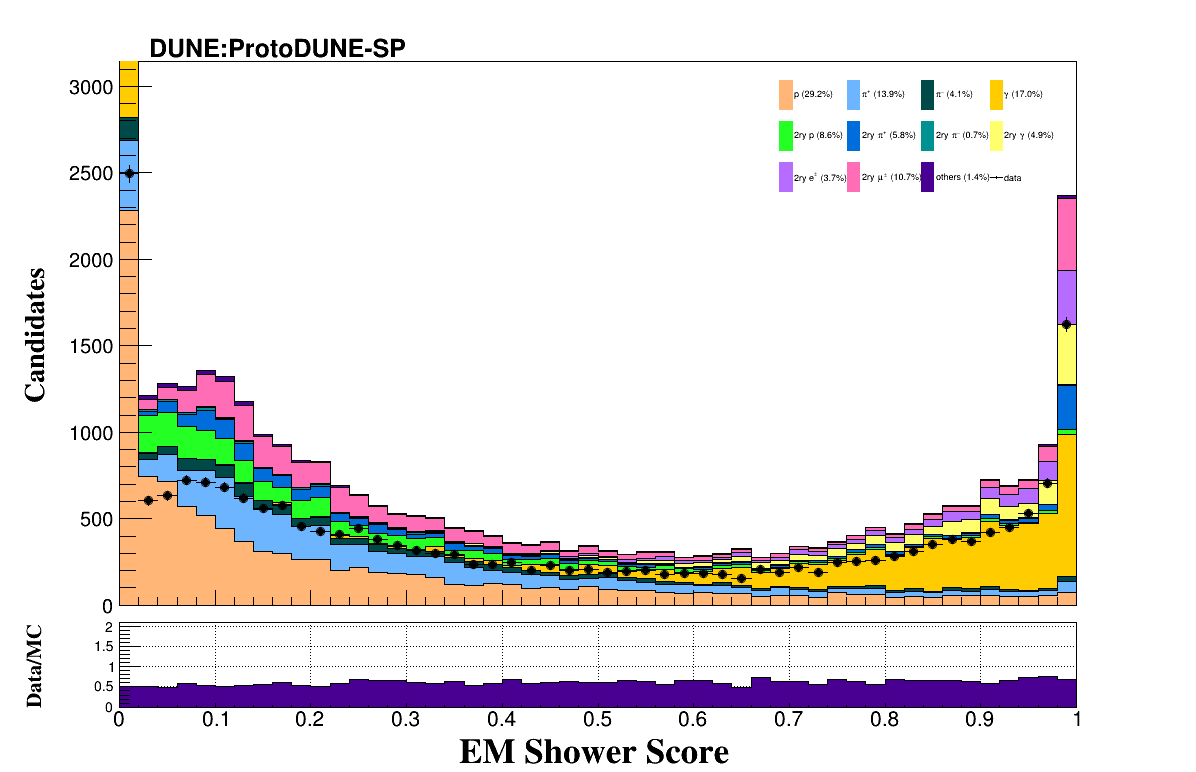 DUNE:ProtoDUNE-SP
3000
2500
2000
1500
1000
500
0
Candidates
p (29.2%) π⁺ (13.9%) π⁻ (4.1%) γ (17.0%)
2ry p (8.6%) 2ry π⁺ (5.8%) 2ry π⁻ (0.7%) 2ry γ (4.9%)
2ry e± (3.7%) 2ry μ± (10.7%) others (1.4%) data
2
1.5
1
0.5
0
Data/MC
0 0.1 0.2 0.3 0.4 0.5 0.6 0.7 0.8 0.9 1
EM Shower Score